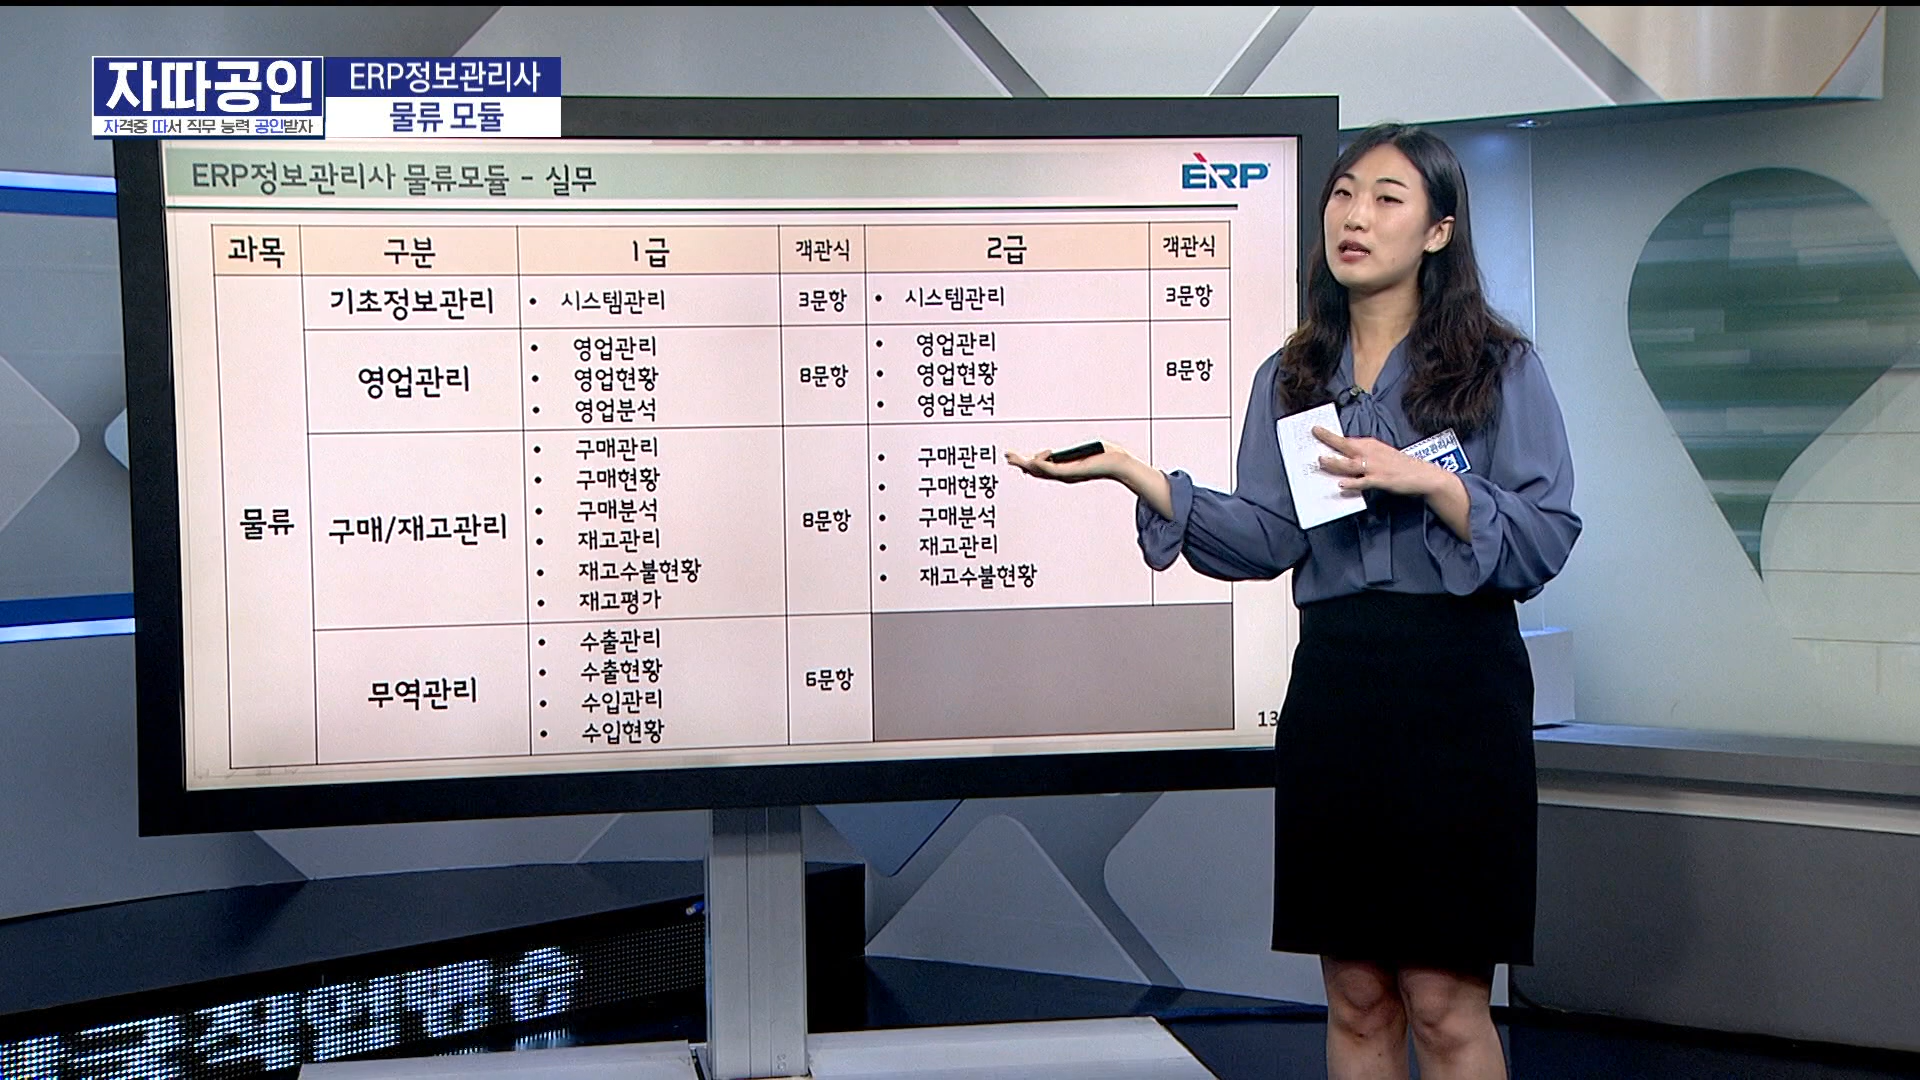 자따공인
자격증 따서 직무 능력 공인받자
ERP정보관리사
물류 모듈
ERP정보관리사 물류모듈 - 실무
ERP
과목 구분 1급 객관식 2급 객관식
물류
기초정보관리
• 시스템관리
3문항
• 시스템관리
3문항
영업관리
• 영업관리
• 영업현황
• 영업분석
8문항
• 영업관리
• 영업현황
• 영업분석
8문항
구매/재고관리
• 구매관리
• 구매현황
• 구매분석
• 재고관리
• 재고수불현황
• 재고평가
8문항
• 구매관리
• 구매현황
• 구매분석
• 재고관리
• 재고수불현황
무역관리
• 수출관리
• 수출현황
• 수입관리
• 수입현황
6문항
13
정보관리사